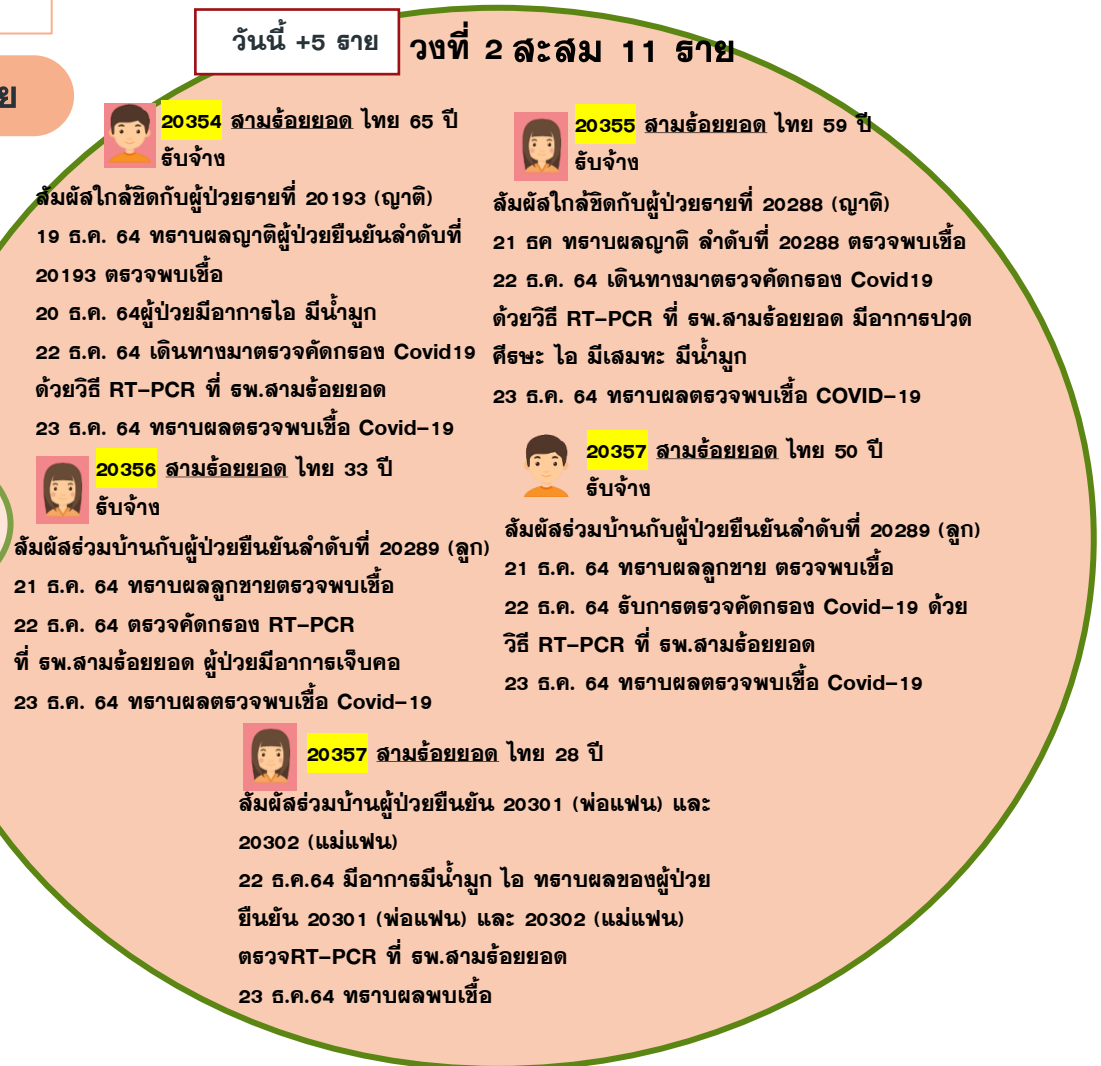 ย
วันนี้ +5 ราย
วงที่ 2 สะสม 11 ราย
20354 สามร้อยยอด ไทย 65 ปี
รับจ้าง
สัมผัสใกล้ชิดกับผู้ป่วยรายที่ 20193 (ญาติ)
19 ธ.ค. 64 ทราบผลญาติผู้ป่วยยืนยันลำดับที่
20193 ตรวจพบเชื้อ
20 ธ.ค. 64ผู้ป่วยมีอาการไอ มีน้ำมูก
22 ธ.ค. 64 เดินทางมาตรวจคัดกรอง Covid19
ด้วยวิธี RT-PCR ที่ รพ.สามร้อยยอด
23 ธ.ค. 64 ทราบผลตรวจพบเชื้อ Covid-19
20355 สามร้อยยอด ไทย 59 ปี
รับจ้าง
สัมผัสใกล้ชิดกับผู้ป่วยรายที่ 20288 (ญาติ)
21 ธค ทราบผลญาติ ลำดับที่ 20288 ตรวจพบเชื้อ
22 ธ.ค. 64 เดินทางมาตรวจคัดกรอง Covid19
ด้วยวิธี RT-PCR ที่ รพ.สามร้อยยอด มีอาการปวด
ศีรษะ ไอ มีเสมหะ มีน้ำมูก
23 ธ.ค. 64 ทราบผลตรวจพบเชื้อ COVID-19
20356 สามร้อยยอด ไทย 33 ปี
รับจ้าง
สัมผัสร่วมบ้านกับผู้ป่วยยืนยันลำดับที่ 20289 (ลูก)
21 ธ.ค. 64 ทราบผลลูกชายตรวจพบเชื้อ
22 ธ.ค. 64 ตรวจคัดกรอง RT-PCR
ที่ รพ.สามร้อยยอด ผู้ป่วยมีอาการเจ็บคอ
23 ธ.ค. 64 ทราบผลตรวจพบเชื้อ Covid-19
20357 สามร้อยยอด ไทย 50 ปี
รับจ้าง
สัมผัสร่วมบ้านกับผู้ป่วยยืนยันลำดับที่ 20289 (ลูก)
21 ธ.ค. 64 ทราบผลลูกชาย ตรวจพบเชื้อ
22 ธ.ค. 64 รับการตรวจคัดกรอง Covid-19 ด้วย
วิธี RT-PCR ที่ รพ.สามร้อยยอด
23 ธ.ค. 64 ทราบผลตรวจพบเชื้อ Covid-19
20357 สามร้อยยอด ไทย 28 ปี
สัมผัสร่วมบ้านผู้ป่วยยืนยัน 20301 (พ่อแฟน) และ
20302 (แม่แฟน)
22 ธ.ค.64 มีอาการมีน้ำมูก ไอ ทราบผลของผู้ป่วย
ยืนยัน 20301 (พ่อแฟน) และ 20302 (แม่แฟน)
ตรวจRT-PCR ที่ รพ.สามร้อยยอด
23 ธ.ค.64 ทราบผลพบเชื้อ